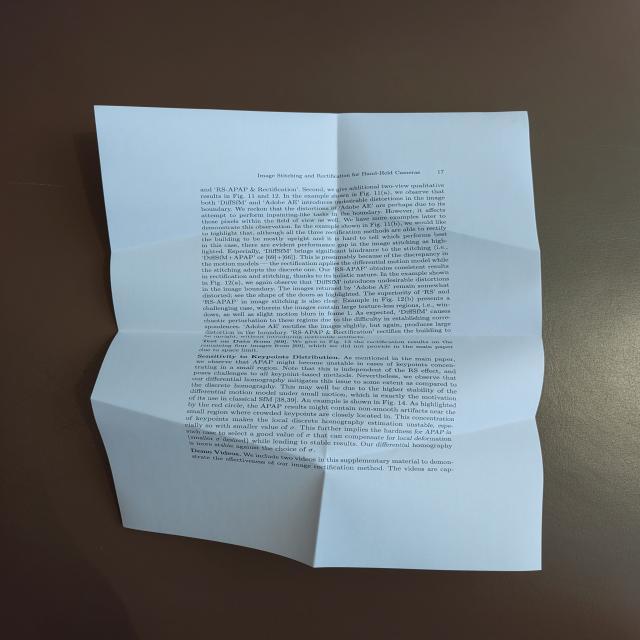 Image Stitching and Rectification for Hand-Held Cameras 17
and 'RS-APAP & Rectification'. Second, we give additional two-view qualitative
results in Fig. 11 and 12. In the example shown in Fig. 11(a), we observe that
both 'DiffSfM' and 'Adobe AE' introduces undesirable distortions in the image
boundary. We reckon that the distortions of 'Adobe AE' are perhaps due to its
attempt to perform inpainting-like tasks in the boundary. However, it affects
those pixels within the field of view as well. We have some examples later to
demonstrate this observation. In the example shown in Fig. 11(b), we would like
to highlight that, although all the three rectification methods are able to rectify
the building to be mostly upright and it is hard to tell which performs best
in this case, there are evident performance gap in the image stitching as high-
lighted. Especially, 'DiffSfM' brings significant hindrance to the stitching (i.e.,
'DiffSfM+APAP' or [69]+[66]). This is presumably because of the discrepancy in
the motion models — the rectification applies the differential motion model while
the stitching adopts the discrete one. Our 'RS-APAP' obtains consistent results
in rectification and stitching, thanks to its holistic nature. In the example shown
in Fig. 12(a), we again observe that 'DiffSfM' introduces undesirable distortions
in the image boundary. The images returned by 'Adobe AE' remain somewhat
distorted; see the shape of the doors as highlighted. The superiority of 'RS' and
'RS-APAP' in image stitching is also clear. Example in Fig. 12(b) presents a
challenging case, wherein the images contain large texture-less regions, i.e., win-
dows, as well as slight motion blur in frame 1. As expected, 'DiffSfM' causes
chaotic perturbation to these regions due to the difficulty in establishing corre-
spondences. 'Adobe AE' rectifies the images slightly, but again, produces large
distortion in the boundary. 'RS-APAP & Rectification' rectifies the building to
be upright, without introducing noticeable artifacts.
Test on Data from [69]. We give in Fig. 13 the rectification results on the
remaining four images from [69], which we did not provide in the main paper
due to space limit.
Sensitivity to Keypoints Distribution. As mentioned in the main paper,
we observe that APAP might become unstable in cases of keypoints concen-
trating in a small region. Note that this is independent of the RS effect, and
poses challenges to all keypoint-based methods. Nevertheless, we observe that
our differential homography mitigates this issue to some extent as compared to
the discrete homography. This may well be due to the higher stability of the
differential motion model under small motion, which is exactly the motivation
of its use in classical SfM [38,39]. An example is shown in Fig. 14. As highlighted
by the red circle, the APAP results might contain non-smooth artifacts near the
small region where crowded keypoints are closely located in. This concentration
of keypoints makes the local discrete homography estimation unstable, espe-
cially so with smaller value of σ. This further implies the hardness for APAP in
such case to select a good value of σ that can compensate for local deformation
(smaller σ desired) while leading to stable results. Our differential homography
is more stable against the choice of σ.
Demo Videos. We include two videos in this supplementary material to demon-
strate the effectiveness of our image rectification method. The videos are cap-